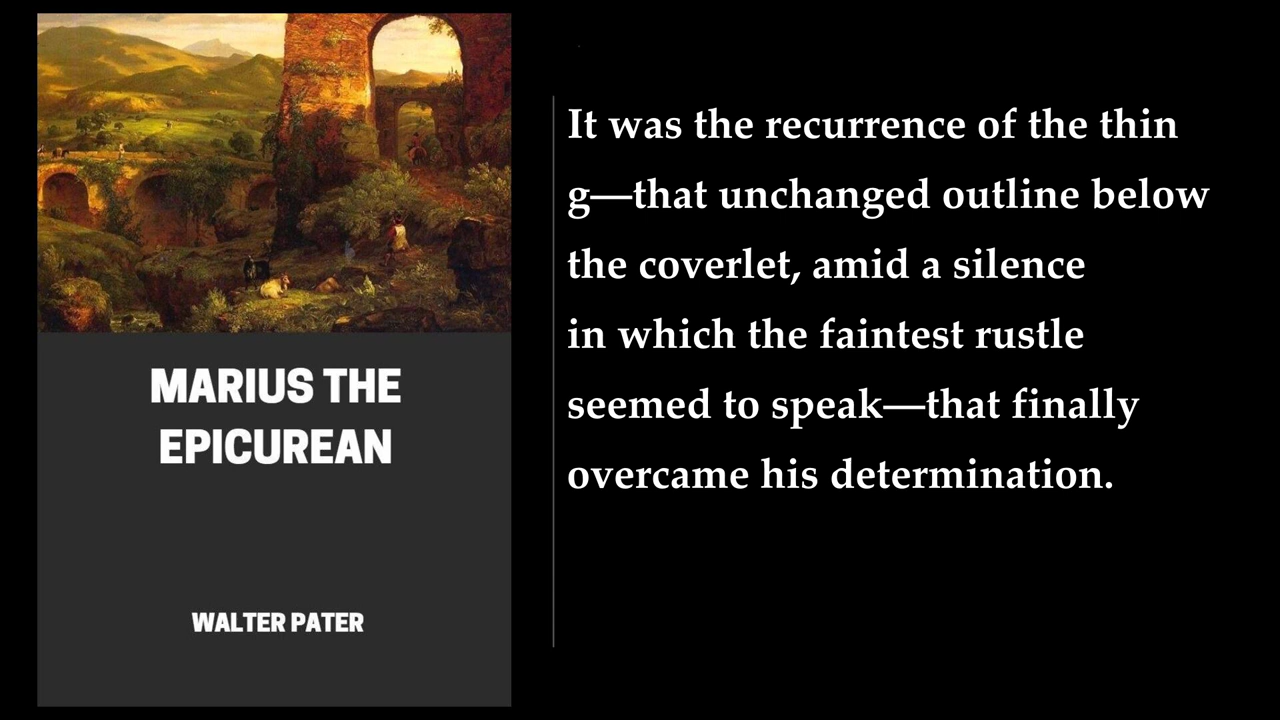 MARIUS THE
EPICUREAN
WALTER PATER
It was the recurrence of the thin
g—that unchanged outline below
the coverlet, amid a silence
in which the faintest rustle
seemed to speak—that finally
overcame his determination.